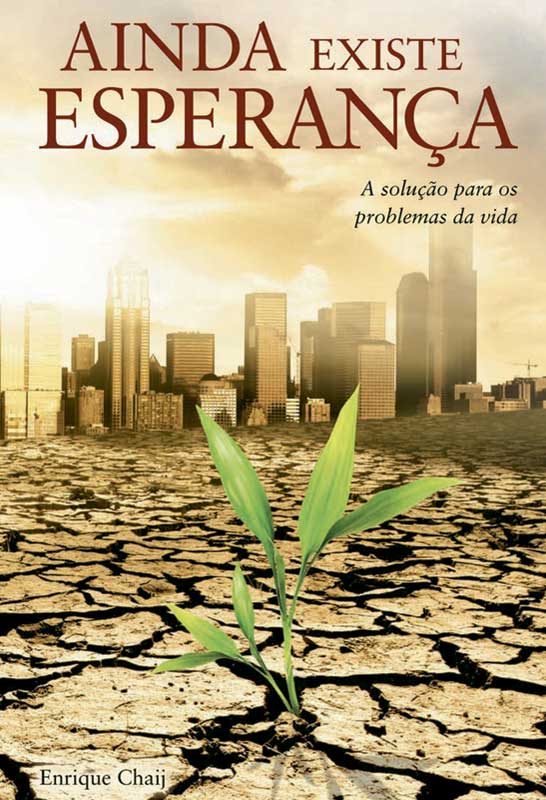 AINDA EXISTE
ESPERANÇA
A solução para os
problemas da vida
Enrique Chaij